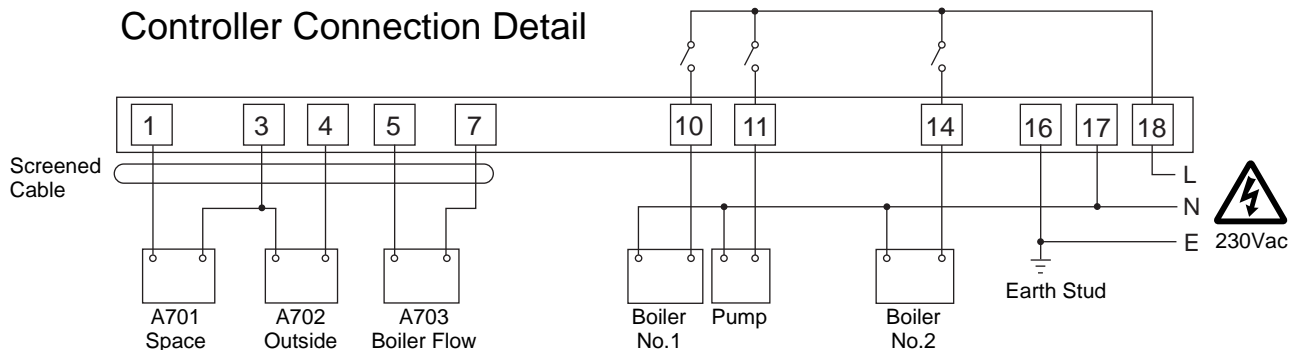 Controller Connection Detail
1 3 4 5 7 10 11 14 16 17 18
Screened
Cable
L
N
E
230Vac
Earth Stud
A701
Space
A702
Outside
A703
Boiler Flow
Boiler
No.1
Pump
Boiler
No.2